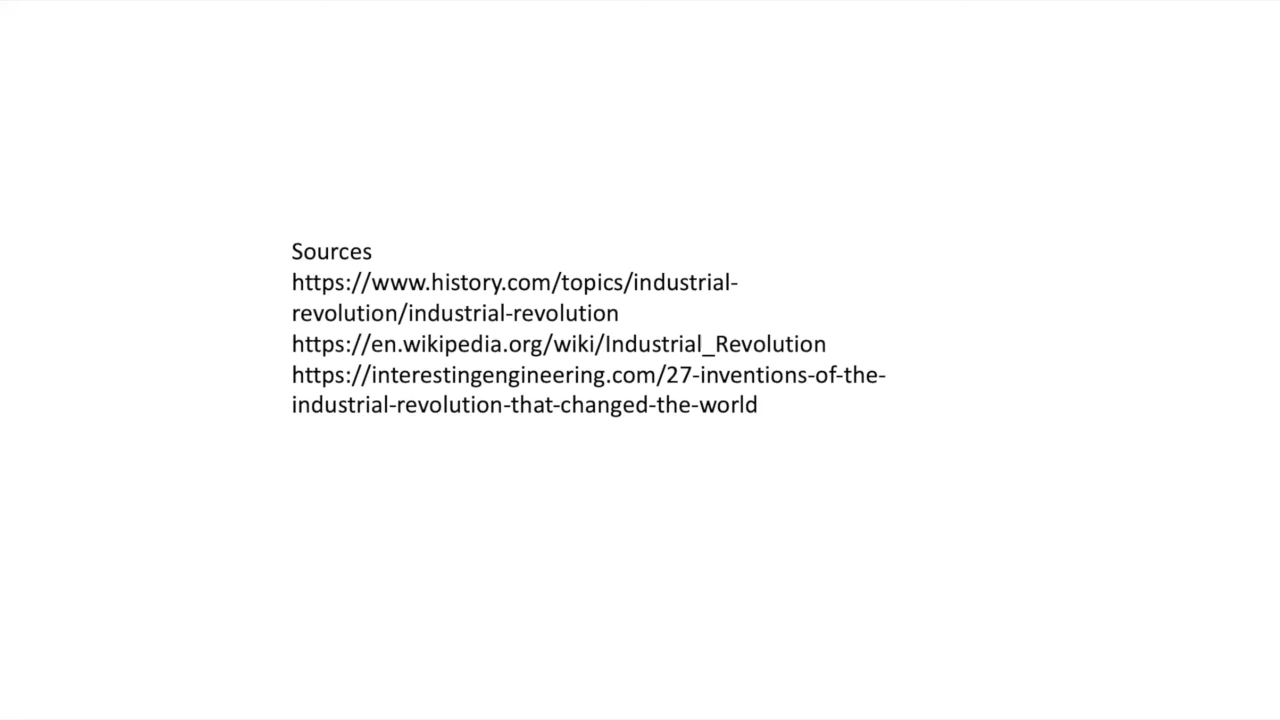 Sources
https://www.history.com/topics/industrial-
revolution/industrial-revolution
https://en.wikipedia.org/wiki/Industrial_Revolution
https://interestingengineering.com/27-inventions-of-the-
industrial-revolution-that-changed-the-world